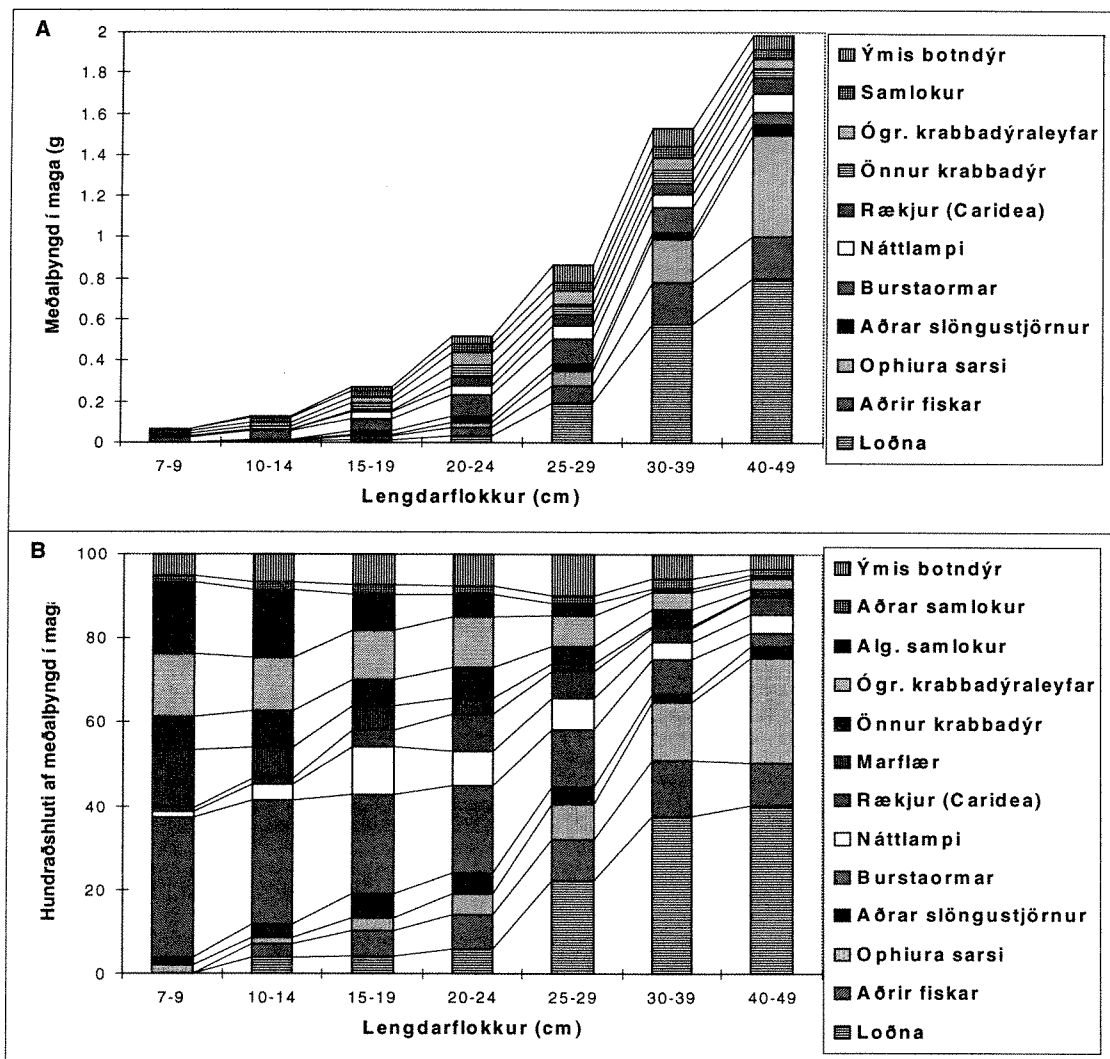 A
Meðalþyngd í maga (g
2
1.8
1.6
1.4
1.2
1
0.8
0.6
0.4
0.2
0
7-9 10-14 15-19 20-24 25-29 30-39 40-49
Lengdarflokkur (cm)
Ýmis botndýr
Samlokur
Ógr. krabbadýraleyfar
Önnur krabbadýr
Rækjur (Caridea)
Náttlampi
Burstaormar
Aðrar slöngustjörnur
Ophiura sarsi
Aðrir fiskar
Loðna
B
Hundraðshluti af meðalþyngd í mag
100
80
60
40
20
0
7-9 10-14 15-19 20-24 25-29 30-39 40-49
Lengdarflokkur (cm)
Ýmis botndýr
Aðrar samlokur
Alg. samlokur
Ógr. krabbadýraleyfar
Önnur krabbadýr
Marflær
Rækjur (Caridea)
Náttlampi
Burstaormar
Aðrar slöngustjörnur
Ophiura sarsi
Aðrir fiskar
Loðna